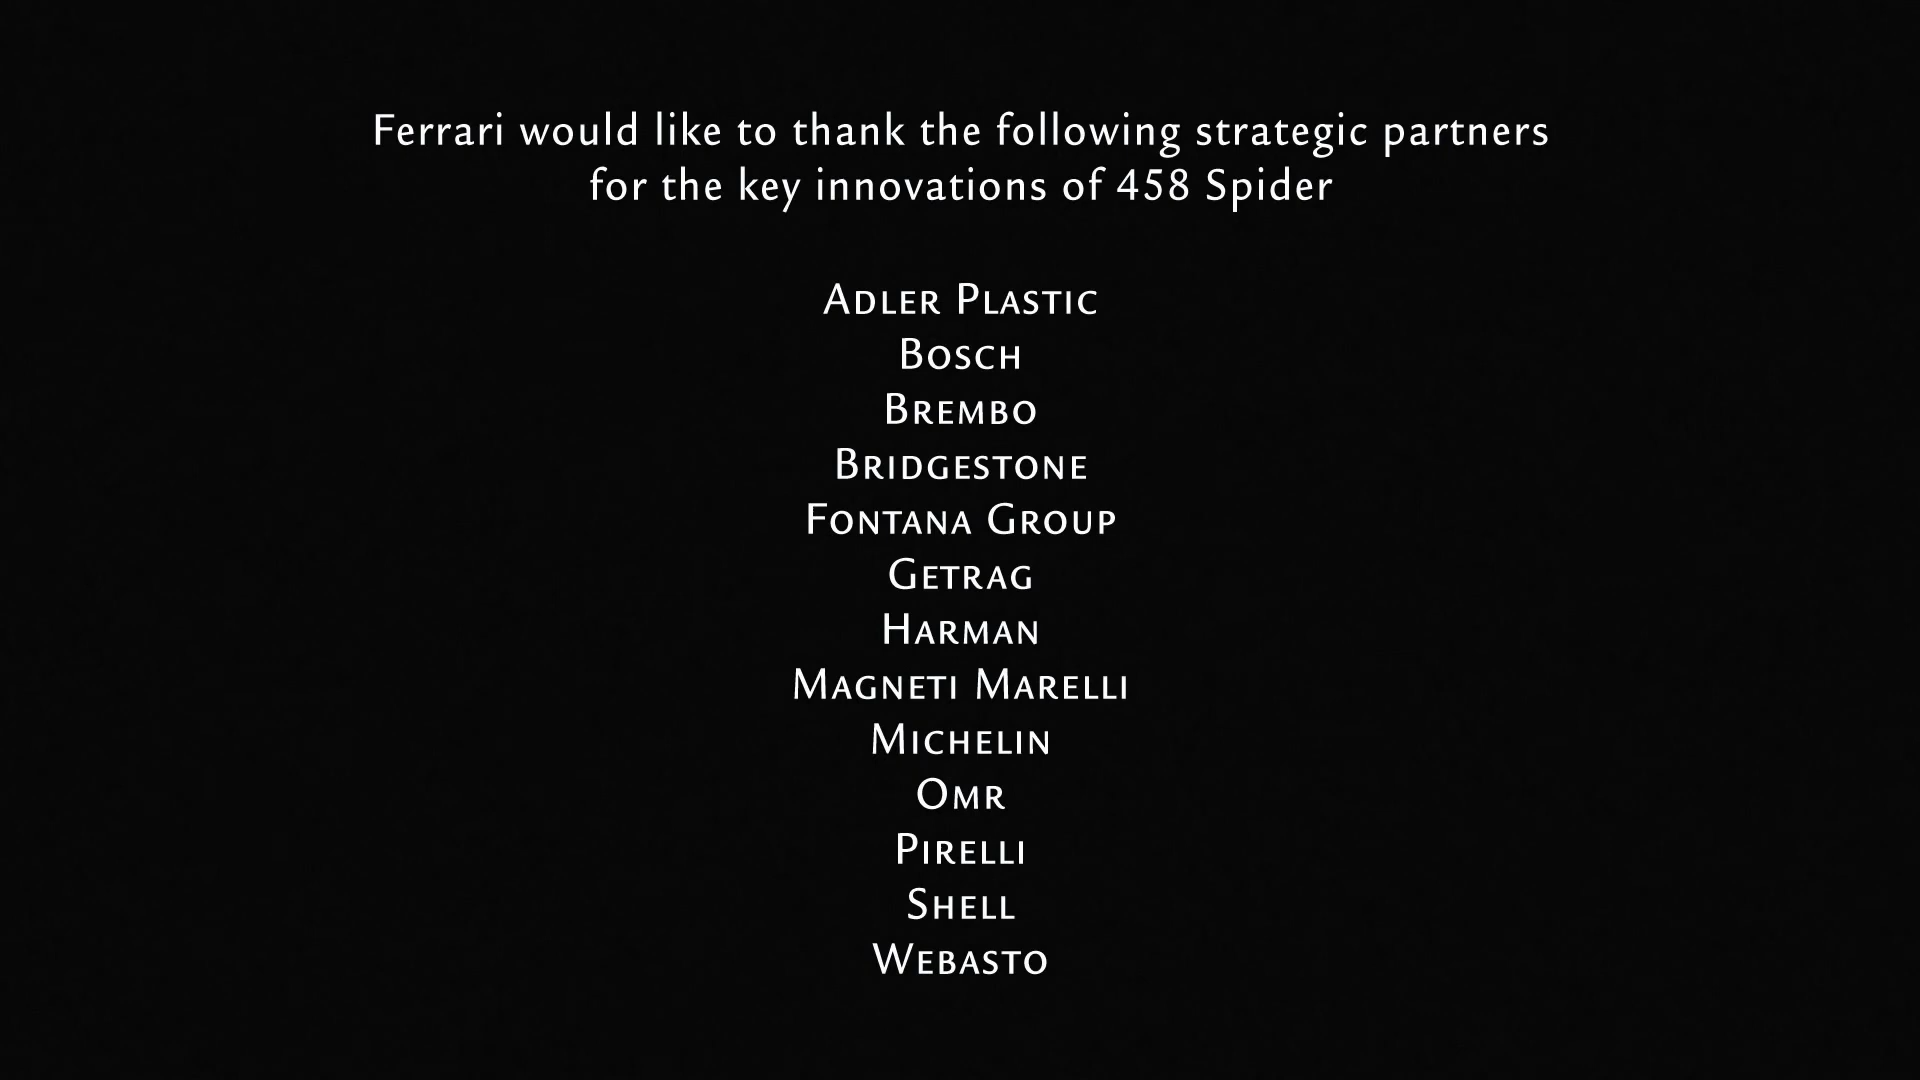 Ferrari would like to thank the following strategic partners
for the key innovations of 458 Spider
Adler Plastic
Bosch
Brembo
Bridgestone
Fontana Group
Getrag
Harman
Magneti Marelli
Michelin
Omr
Pirelli
Shell
Webasto